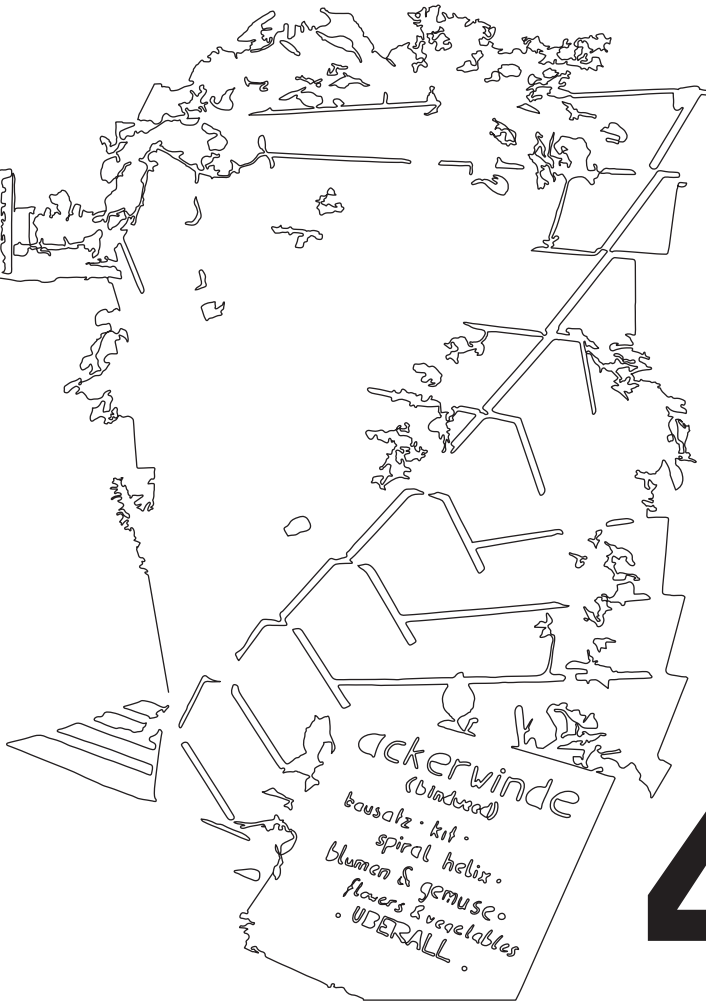 ackerwinde
(bindweed)
bausatz · kit ·
spiral helix ·
blumen & gemuse ·
flowers & vegetables
· UBERALL ·
4